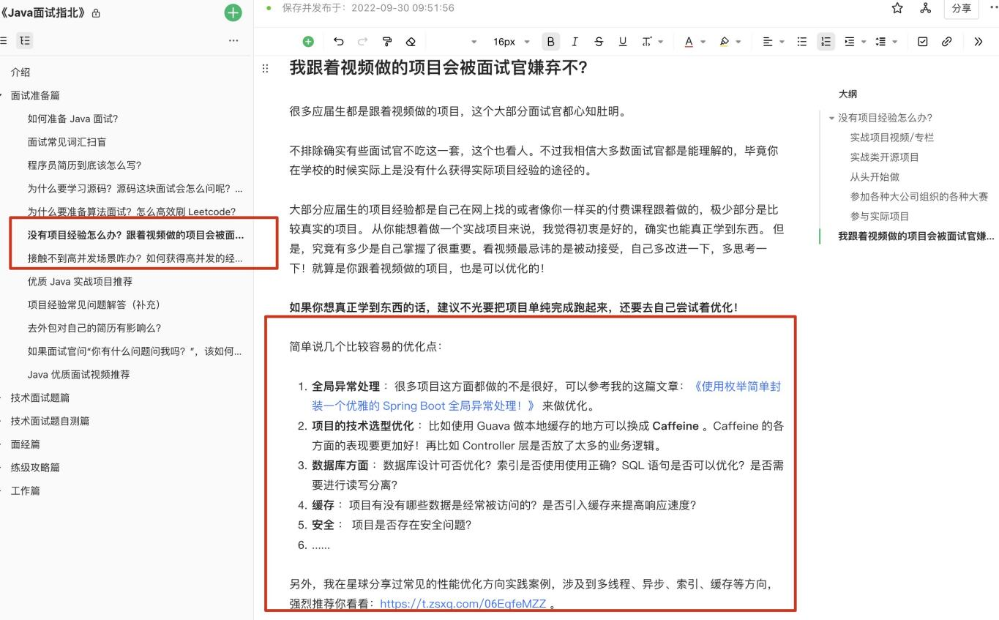 《Java面试指北》
保存并发布于：2022-09-30 09:51:56
分享
16px
介绍
面试准备篇
如何准备 Java 面试？
面试常见词汇扫盲
程序员简历到底该怎么写？
为什么要学习源码？源码这块面试会怎么问呢？...
为什么要准备算法面试？怎么高效刷 Leetcode？
没有项目经验怎么办？跟着视频做的项目会被面...
接触不到高并发场景咋办？如何获得高并发的经...
优质 Java 实战项目推荐
项目经验常见问题解答（补充）
去外包对自己的简历有影响么？
如果面试官问“你有什么问题问我吗？”，该如何...
Java 优质面试视频推荐
技术面试题篇
技术面试题自测篇
面经篇
练级攻略篇
工作篇
我跟着视频做的项目会被面试官嫌弃不？
很多应届生都是跟着视频做的项目，这个大部分面试官都心知肚明。
不排除确实有些面试官不吃这一套，这个也看人。不过我相信大多数面试官都是能理解的，毕竟你
在学校的时候实际上是没有什么获得实际项目经验的途径的。
大部分应届生的项目经验都是自己在网上找的或者像你一样买的付费课程跟着做的，极少部分是比
较真实的项目。 从你能想着做一个实战项目来说，我觉得初衷是好的，确实也能真正学到东西。 但
是，究竟有多少是自己掌握了很重要。看视频最忌讳的是被动接受，自己多改进一下，多思考一
下！就算是你跟着视频做的项目，也是可以优化的！
如果你想真正学到东西的话，建议不光要把项目单纯完成跑起来，还要去自己尝试着优化！
简单说几个比较容易的优化点：
1. 全局异常处理 ：很多项目这方面都做的不是很好，可以参考我的这篇文章：《使用枚举简单封
装一个优雅的 Spring Boot 全局异常处理！》 来做优化。
2. 项目的技术选型优化 ：比如使用 Guava 做本地缓存的地方可以换成 Caffeine 。Caffeine 的各
方面的表现要更加好！再比如 Controller 层是否放了太多的业务逻辑。
3. 数据库方面 ：数据库设计可否优化？索引是否使用使用正确？SQL 语句是否可以优化？是否需
要进行读写分离？
4. 缓存 ：项目有没有哪些数据是经常被访问的？是否引入缓存来提高响应速度？
5. 安全 ： 项目是否存在安全问题？
6. ......
另外，我在星球分享过常见的性能优化方向实践案例，涉及到多线程、异步、索引、缓存等方向，
强烈推荐你看看：https://t.zsxq.com/06EqfeMZZ 。
大纲
没有项目经验怎么办？
实战项目视频/专栏
实战类开源项目
从头开始做
参加各种大公司组织的各种大赛
参与实际项目
我跟着视频做的项目会被面试官嫌...